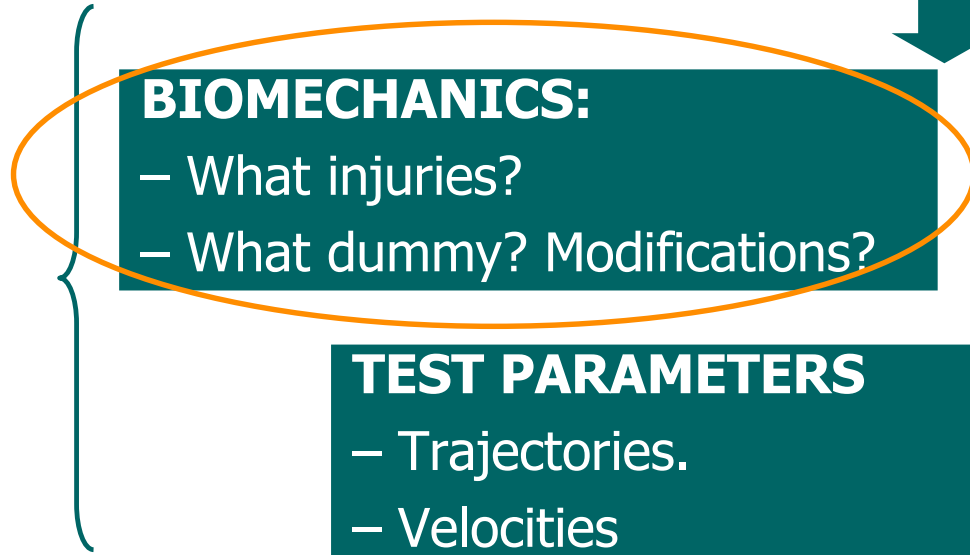 BIOMECHANICS:
– What injuries?
– What dummy? Modifications?
TEST PARAMETERS
– Trajectories.
– Velocities